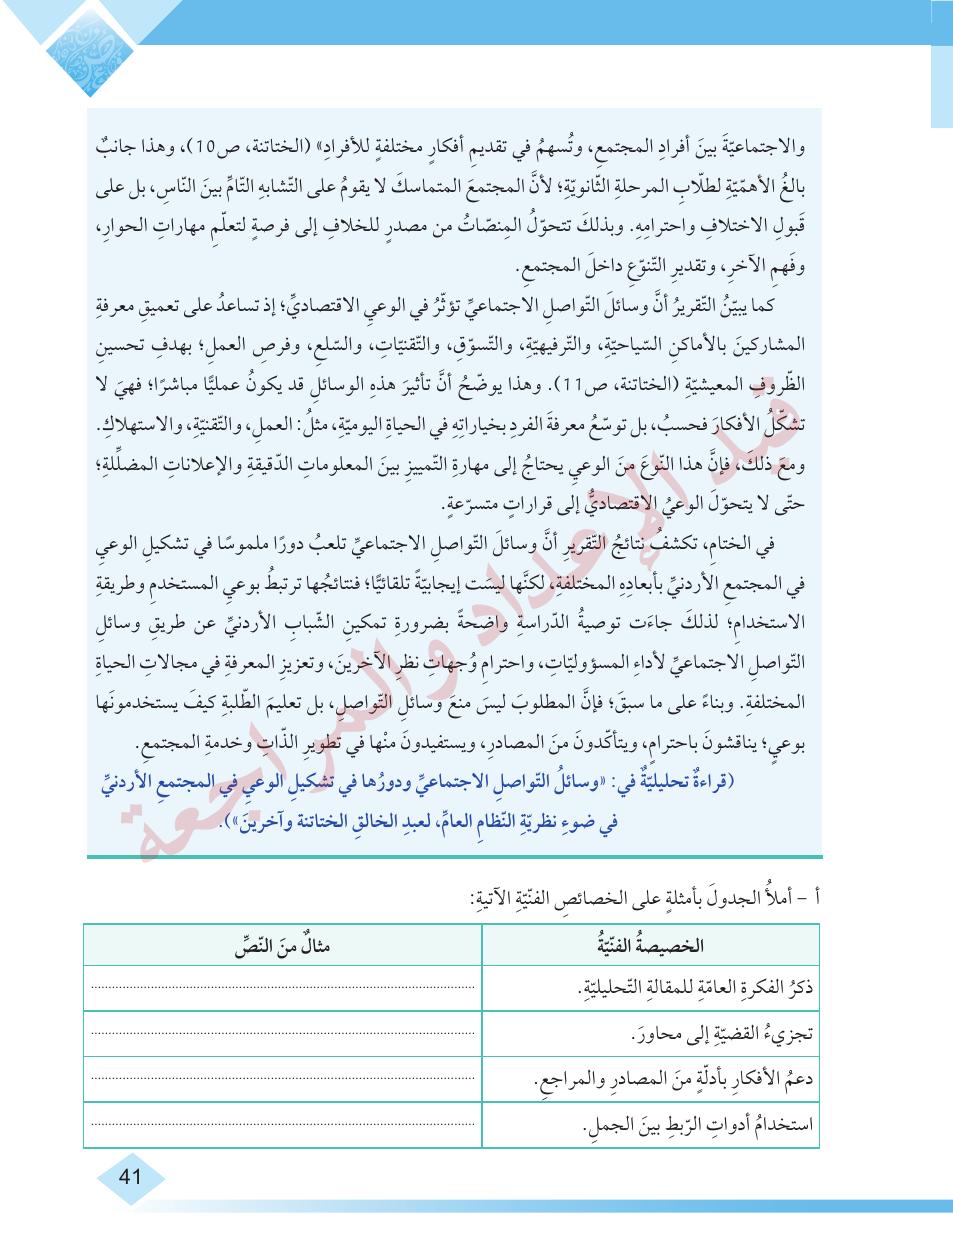 والاجتماعيّةَ بينَ أفرادِ المجتمعِ، وتُسهمُ في تقديمِ أفكارٍ مختلفةٍ للأفرادِ» (الختاتنة، ص10)، وهذا جانبٌ
بالغُ الأهمّيّةِ لطلّابِ المرحلةِ الثّانويّةِ؛ لأنَّ المجتمعَ المتماسكَ لا يقومُ على التّشابهِ التّامِّ بينَ النّاسِ، بل على
قَبولِ الاختلافِ واحترامِهِ. وبذلكَ تتحوّلُ المِنصّاتُ من مصدرٍ للخلافِ إلى فرصةٍ لتعلّمِ مهاراتِ الحوارِ،
وفَهمِ الآخرِ، وتقديرِ التّنوّعِ داخلَ المجتمعِ.
كما يبيّنُ التّقريرُ أنَّ وسائلَ التّواصلِ الاجتماعيِّ تؤثّرُ في الوعيِ الاقتصاديِّ؛ إذ تساعدُ على تعميقِ معرفةِ
المشاركينَ بالأماكنِ السّياحيّةِ، والتّرفيهيّةِ، والتّسوّقِ، والتّقنيّاتِ، والسّلعِ، وفرصِ العملِ؛ بهدفِ تحسينِ
الظّروفِ المعيشيّةِ (الختاتنة، ص11). وهذا يوضّحُ أنَّ تأثيرَ هذهِ الوسائلِ قد يكونُ عمليًّا مباشرًا؛ فهيَ لا
تشكّلُ الأفكارَ فحسبُ، بل توسّعُ معرفةَ الفردِ بخياراتِهِ في الحياةِ اليوميّةِ، مثلُ: العملِ، والتّقنيّةِ، والاستهلاكِ.
ومعَ ذلكَ، فإنَّ هذا النّوعَ منَ الوعيِ يحتاجُ إلى مهارةِ التّمييزِ بينَ المعلوماتِ الدّقيقةِ والإعلاناتِ المضلِّلةِ؛
حتّى لا يتحوّلَ الوعيُ الاقتصاديُّ إلى قراراتٍ متسرّعةٍ.
في الختامِ، تكشفُ نتائجُ التّقريرِ أنَّ وسائلَ التّواصلِ الاجتماعيِّ تلعبُ دورًا ملموسًا في تشكيلِ الوعيِ
في المجتمعِ الأردنيِّ بأبعادِهِ المختلفةِ، لكنَّها ليسَت إيجابيّةً تلقائيًّا؛ فنتائجُها ترتبطُ بوعيِ المستخدمِ وطريقةِ
الاستخدامِ؛ لذلكَ جاءَت توصيةُ الدّراسةِ واضحةً بضرورةِ تمكينِ الشّبابِ الأردنيِّ عن طريقِ وسائلِ
التّواصلِ الاجتماعيِّ لأداءِ المسؤوليّاتِ، واحترامِ وُجهاتِ نظرِ الآخرينَ، وتعزيزِ المعرفةِ في مجالاتِ الحياةِ
المختلفةِ. وبناءً على ما سبقَ؛ فإنَّ المطلوبَ ليسَ منعَ وسائلِ التّواصلِ، بل تعليمَ الطّلبةِ كيفَ يستخدمونَها
بوعيٍ؛ يناقشونَ باحترامٍ، ويتأكّدونَ منَ المصادرِ، ويستفيدونَ منْها في تطويرِ الذّاتِ وخدمةِ المجتمعِ.
(قراءةٌ تحليليّةٌ في: «وسائلُ التّواصلِ الاجتماعيِّ ودورُها في تشكيلِ الوعيِ في المجتمعِ الأردنيِّ
في ضوءِ نظريّةِ النّظامِ العامِّ، لعبدِ الخالقِ الختاتنة وآخرينَ»).
قيد الإعداد والمراجعة
أ – أملأُ الجدولَ بأمثلةٍ على الخصائصِ الفنّيّةِ الآتيةِ:
الخصيصةُ الفنّيّةُ
مثالٌ منَ النّصِّ
ذكرُ الفكرةِ العامّةِ للمقالةِ التّحليليّةِ.
تجزيءُ القضيّةِ إلى محاورَ.
دعمُ الأفكارِ بأدلّةٍ منَ المصادرِ والمراجعِ.
استخدامُ أدواتِ الرّبطِ بينَ الجملِ.
41